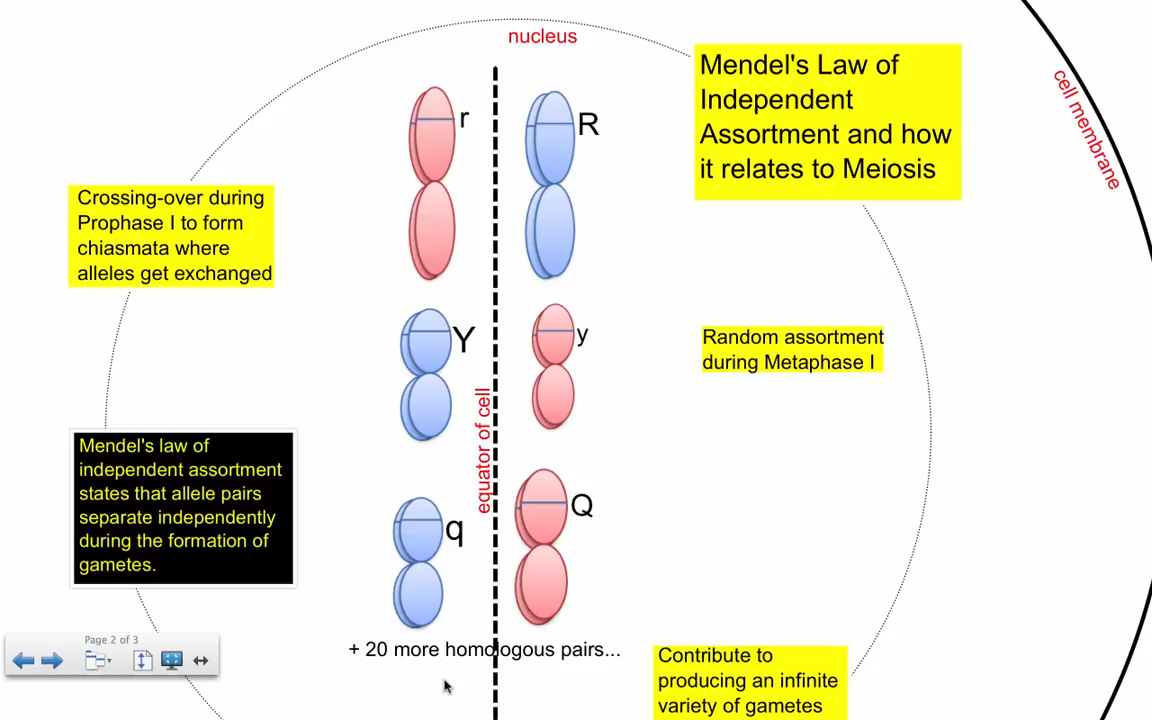 nucleus
Mendel's Law of
Independent
Assortment and how
it relates to Meiosis
cell membrane
r
R
Crossing-over during
Prophase I to form
chiasmata where
alleles get exchanged
Y
y
Random assortment
during Metaphase I
equator of cell
Mendel's law of
independent assortment
states that allele pairs
separate independently
during the formation of
gametes.
q
Q
+ 20 more homologous pairs...
Page 2 of 3
Contribute to
producing an infinite
variety of gametes